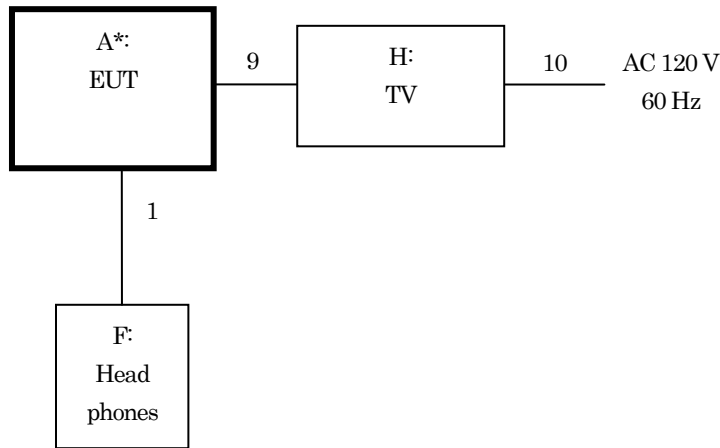 A*:
EUT
9
H:
TV
10
AC 120 V
60 Hz
1
F:
Head
phones